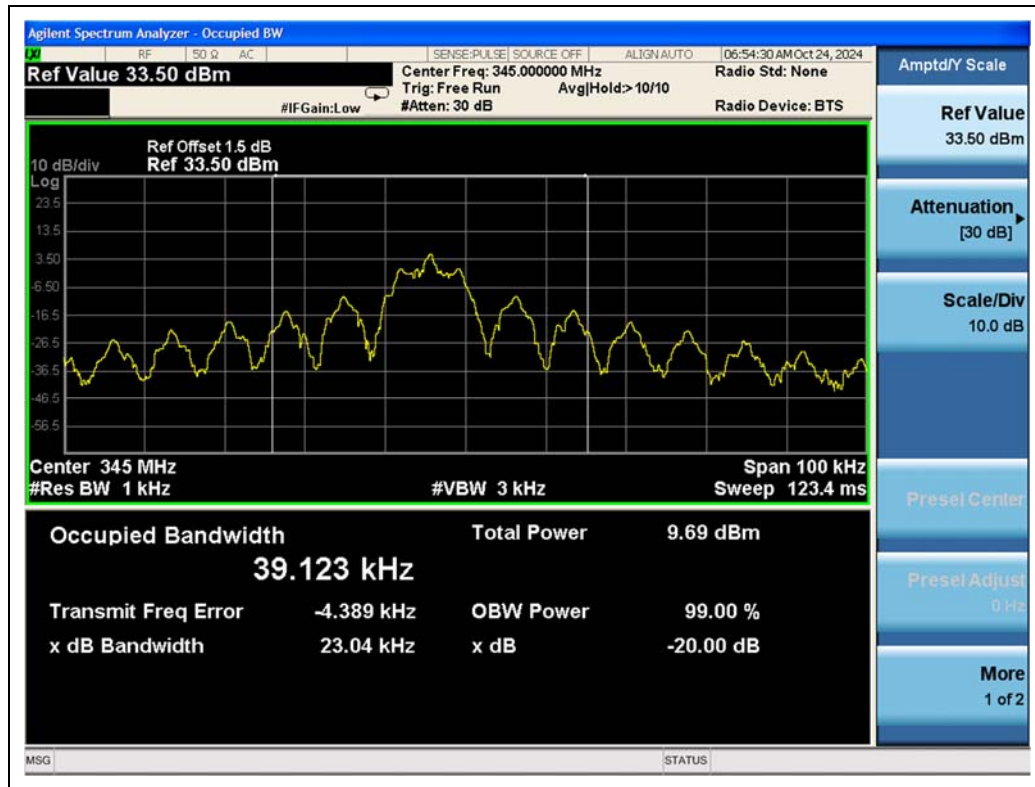 Agilent Spectrum Analyzer - Occupied BW
LXI RF 50 Ω AC SENSE:PULSE SOURCE OFF ALIGN AUTO 06:54:30 AM Oct 24, 2024
Ref Value 33.50 dBm Center Freq: 345.000000 MHz Radio Std: None
Trig: Free Run Avg|Hold:> 10/10
#IFGain:Low #Atten: 30 dB Radio Device: BTS
Ref Offset 1.5 dB
10 dB/div Ref 33.50 dBm
Log
23.5
13.5
3.50
-6.50
-16.5
-26.5
-36.5
-46.5
-56.5
Center 345 MHz Span 100 kHz
#Res BW 1 kHz #VBW 3 kHz Sweep 123.4 ms
Occupied Bandwidth Total Power 9.69 dBm
39.123 kHz
Transmit Freq Error -4.389 kHz OBW Power 99.00 %
x dB Bandwidth 23.04 kHz x dB -20.00 dB
MSG STATUS
Amptd/Y Scale
Ref Value
33.50 dBm
Attenuation
[30 dB]
Scale/Div
10.0 dB
Presel Center
Presel Adjust
0 Hz
More
1 of 2